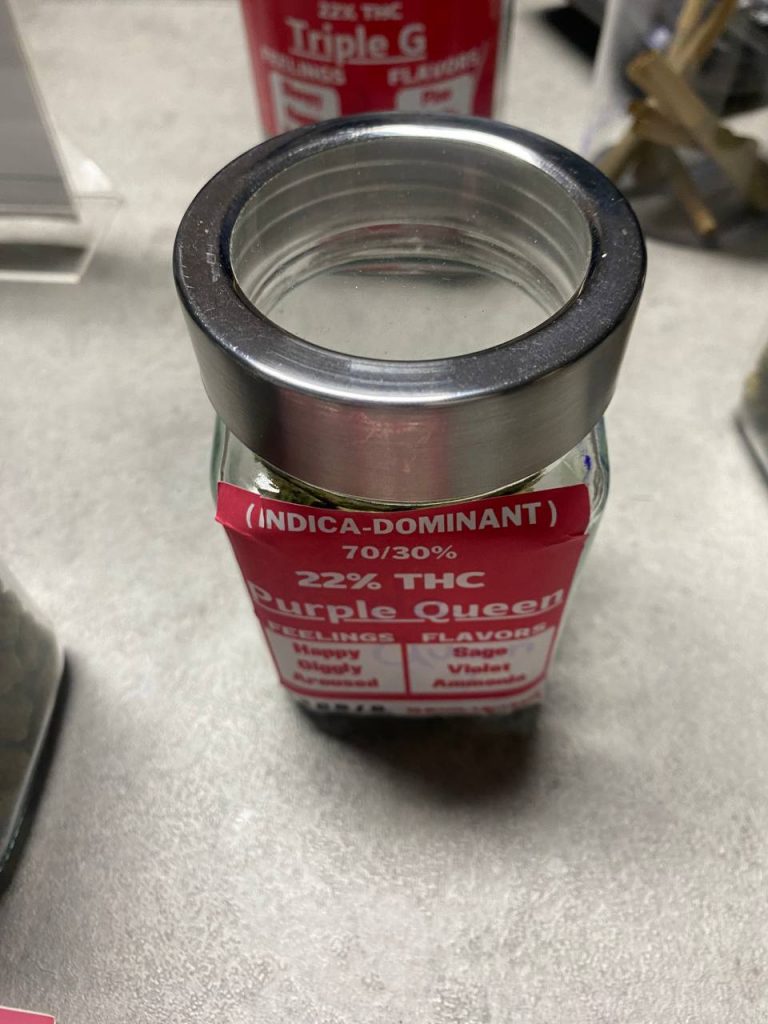 22% THC
Triple G
FEELINGS FLAVORS
(INDICA-DOMINANT)
70/30%
22% THC
Purple Queen
FEELINGS FLAVORS
Happy Sage
Giggly Violet
Aroused Ammonia